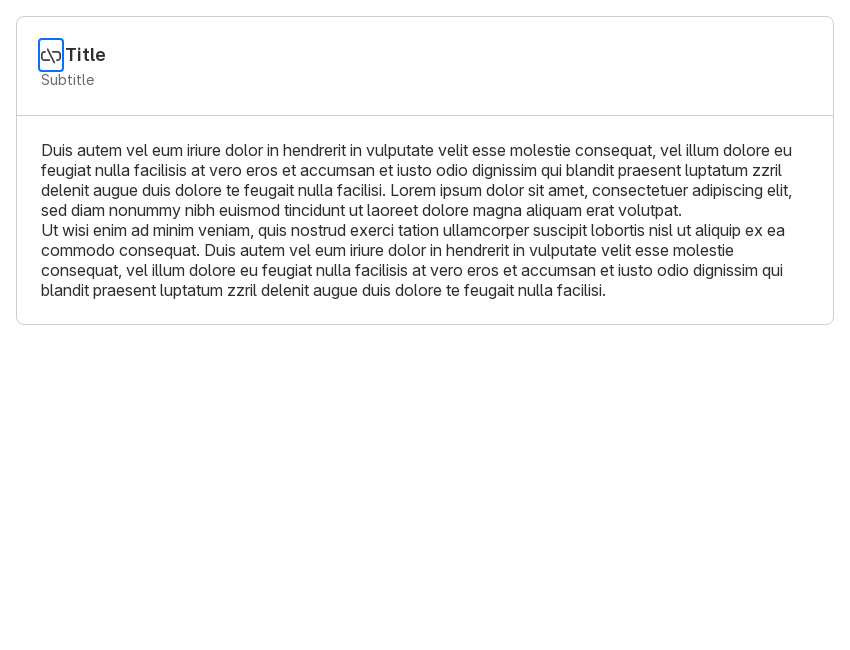 Title
Subtitle
Duis autem vel eum iriure dolor in hendrerit in vulputate velit esse molestie consequat, vel illum dolore eu
feugiat nulla facilisis at vero eros et accumsan et iusto odio dignissim qui blandit praesent luptatum zzril
delenit augue duis dolore te feugait nulla facilisi. Lorem ipsum dolor sit amet, consectetuer adipiscing elit,
sed diam nonummy nibh euismod tincidunt ut laoreet dolore magna aliquam erat volutpat.
Ut wisi enim ad minim veniam, quis nostrud exerci tation ullamcorper suscipit lobortis nisl ut aliquip ex ea
commodo consequat. Duis autem vel eum iriure dolor in hendrerit in vulputate velit esse molestie
consequat, vel illum dolore eu feugiat nulla facilisis at vero eros et accumsan et iusto odio dignissim qui
blandit praesent luptatum zzril delenit augue duis dolore te feugait nulla facilisi.